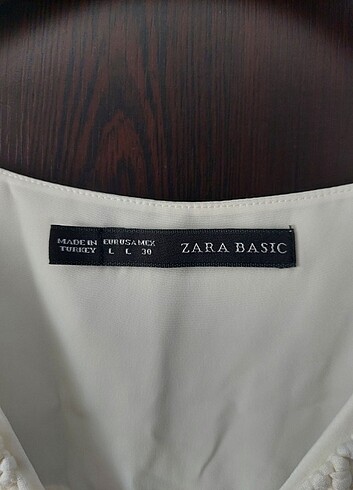 MADE IN EUR USA MEX ZARA BASIC
TURKEY L L 30